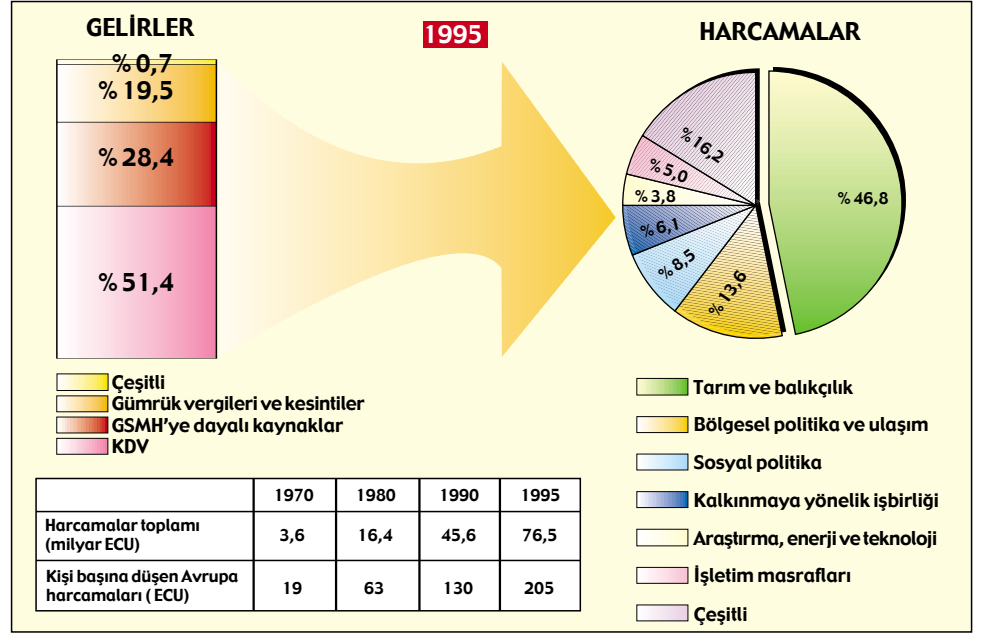 GELİRLER
1995
HARCAMALAR
% 0,7
% 19,5
% 28,4
% 51,4
% 16,2
% 5,0
% 3,8
% 6,1
% 8,5
% 13,6
% 46,8
Çeşitli
Gümrük vergileri ve kesintiler
GSMH'ye dayalı kaynaklar
KDV
Tarım ve balıkçılık
Bölgesel politika ve ulaşım
Sosyal politika
Kalkınmaya yönelik işbirliği
Araştırma, enerji ve teknoloji
İşletim masrafları
Çeşitli
1970 1980 1990 1995
Harcamalar toplamı
(milyar ECU) 3,6 16,4 45,6 76,5
Kişi başına düşen Avrupa
harcamaları ( ECU) 19 63 130 205